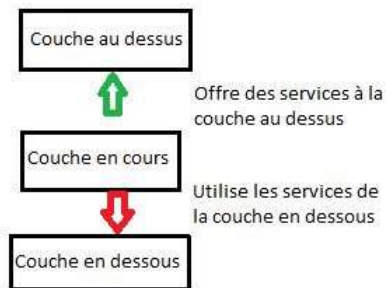 Couche au dessus
Offre des services à la
couche au dessus
Couche en cours
Utilise les services de
la couche en dessous
Couche en dessous